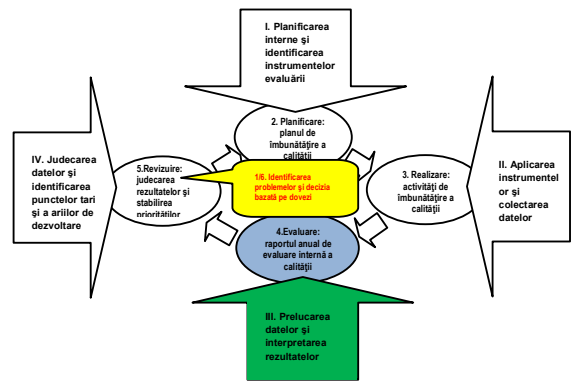 I. Planificarea
interne şi
identificarea
instrumentelor
evaluării
2. Planificare:
planul de
îmbunătăţire a
calităţii
IV. Judecarea
datelor şi
identificarea
punctelor tari
şi a ariilor de
dezvoltare
5.Revizuire:
judecarea
rezultatelor şi
stabilirea
priorităţilor
1/6. Identificarea
problemelor şi decizia
bazată pe dovezi
3. Realizare:
activităţi de
îmbunătăţire a
calităţii
II. Aplicarea
instrumentel
or şi
colectarea
datelor
4.Evaluare:
raportul anual de
evaluare internă a
calităţii
III. Prelucarea
datelor şi
interpretarea
rezultatelor